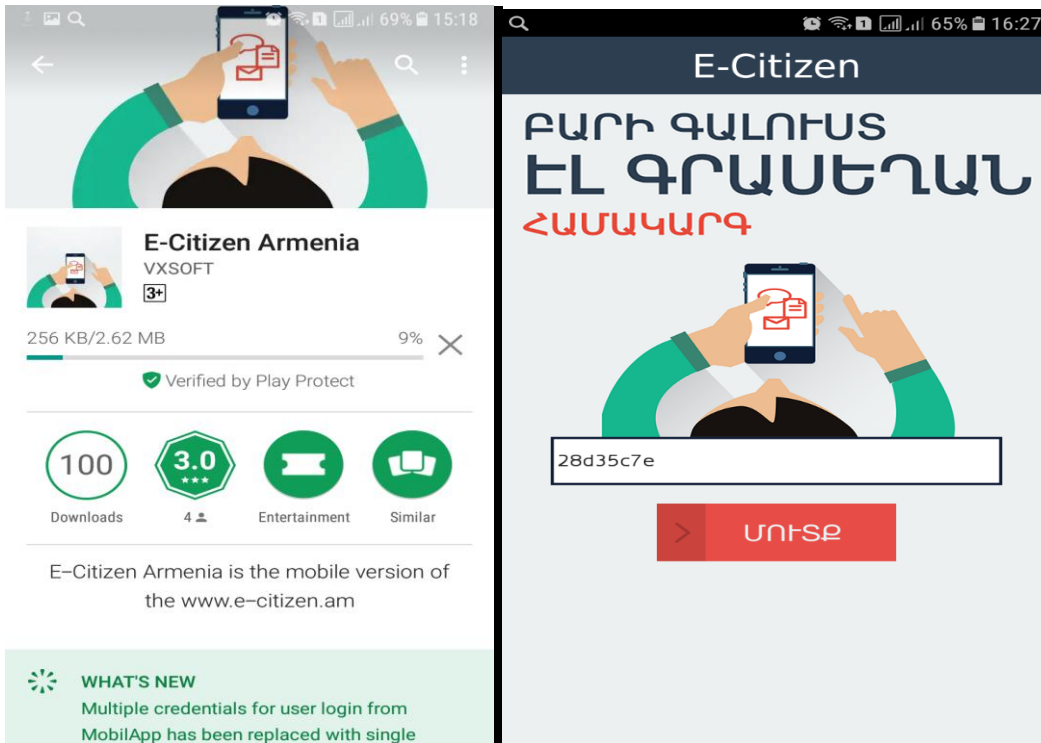 69% 15:18
E-Citizen Armenia
VXSOFT
3+
256 KB/2.62 MB 9%
Verified by Play Protect
100
3.0
Downloads
4
Entertainment
Similar
E-Citizen Armenia is the mobile version of
the www.e-citizen.am
WHAT'S NEW
Multiple credentials for user login from
MobilApp has been replaced with single
1 65% 16:27
E-Citizen
ԲԱՐԻ ԳԱԼՈՒՍՏ
ԷԼ ԳՐԱՍԵՂԱՆ
ՀԱՄԱԿԱՐԳ
28d35c7e
ՄՈՒՏՔ